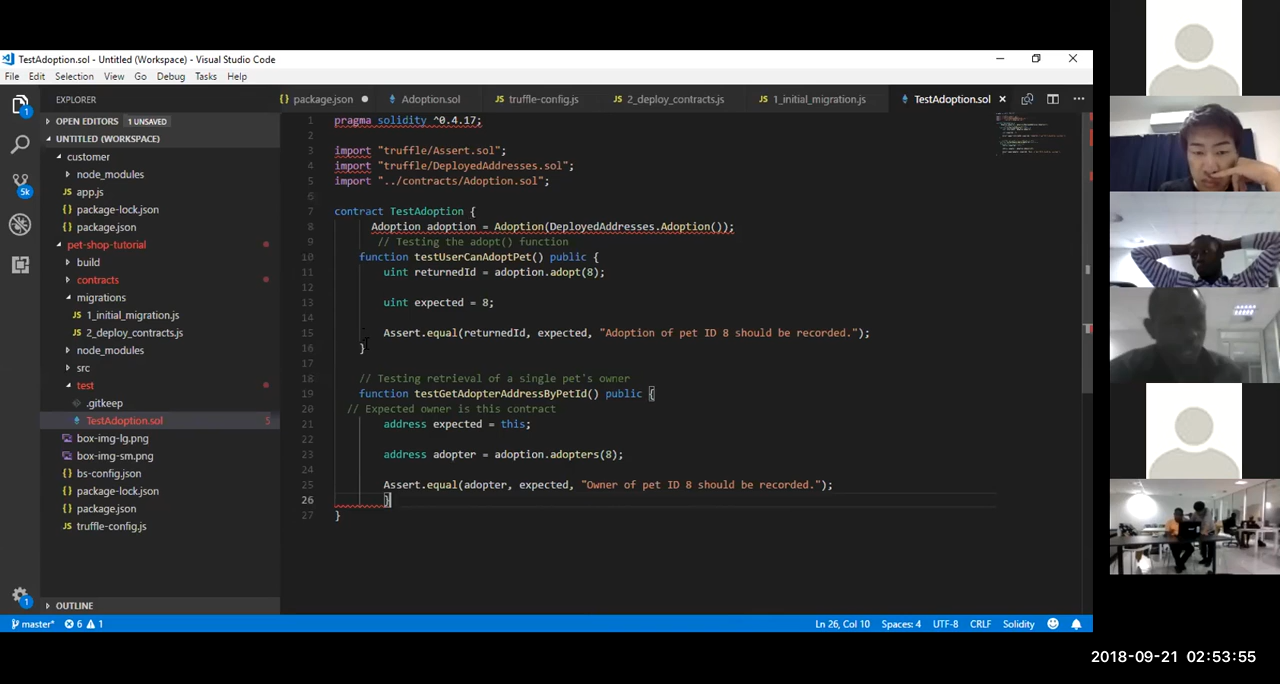 TestAdoption.sol - Untitled (Workspace) - Visual Studio Code
File Edit Selection View Go Debug Tasks Help
EXPLORER
OPEN EDITORS 1 UNSAVED
UNTITLED (WORKSPACE)
customer
node_modules
app.js
package-lock.json
package.json
pet-shop-tutorial
build
contracts
migrations
1_initial_migration.js
2_deploy_contracts.js
node_modules
src
test
.gitkeep
TestAdoption.sol 5
box-img-lg.png
box-img-sm.png
bs-config.json
package-lock.json
package.json
truffle-config.js
OUTLINE
1
5k
1
package.json Adoption.sol truffle-config.js 2_deploy_contracts.js 1_initial_migration.js TestAdoption.sol
1 pragma solidity ^0.4.17;
2
3 import "truffle/Assert.sol";
4 import "truffle/DeployedAddresses.sol";
5 import "../contracts/Adoption.sol";
6
7 contract TestAdoption {
8 Adoption adoption = Adoption(DeployedAddresses.Adoption());
9 // Testing the adopt() function
10 function testUserCanAdoptPet() public {
11 uint returnedId = adoption.adopt(8);
12
13 uint expected = 8;
14
15 Assert.equal(returnedId, expected, "Adoption of pet ID 8 should be recorded.");
16 }
17
18 // Testing retrieval of a single pet's owner
19 function testGetAdopterAddressByPetId() public {
20 // Expected owner is this contract
21 address expected = this;
22
23 address adopter = adoption.adopters(8);
24
25 Assert.equal(adopter, expected, "Owner of pet ID 8 should be recorded.");
26 }
27 }
master* 6 1 Ln 26, Col 10 Spaces: 4 UTF-8 CRLF Solidity
2018-09-21 02:53:55